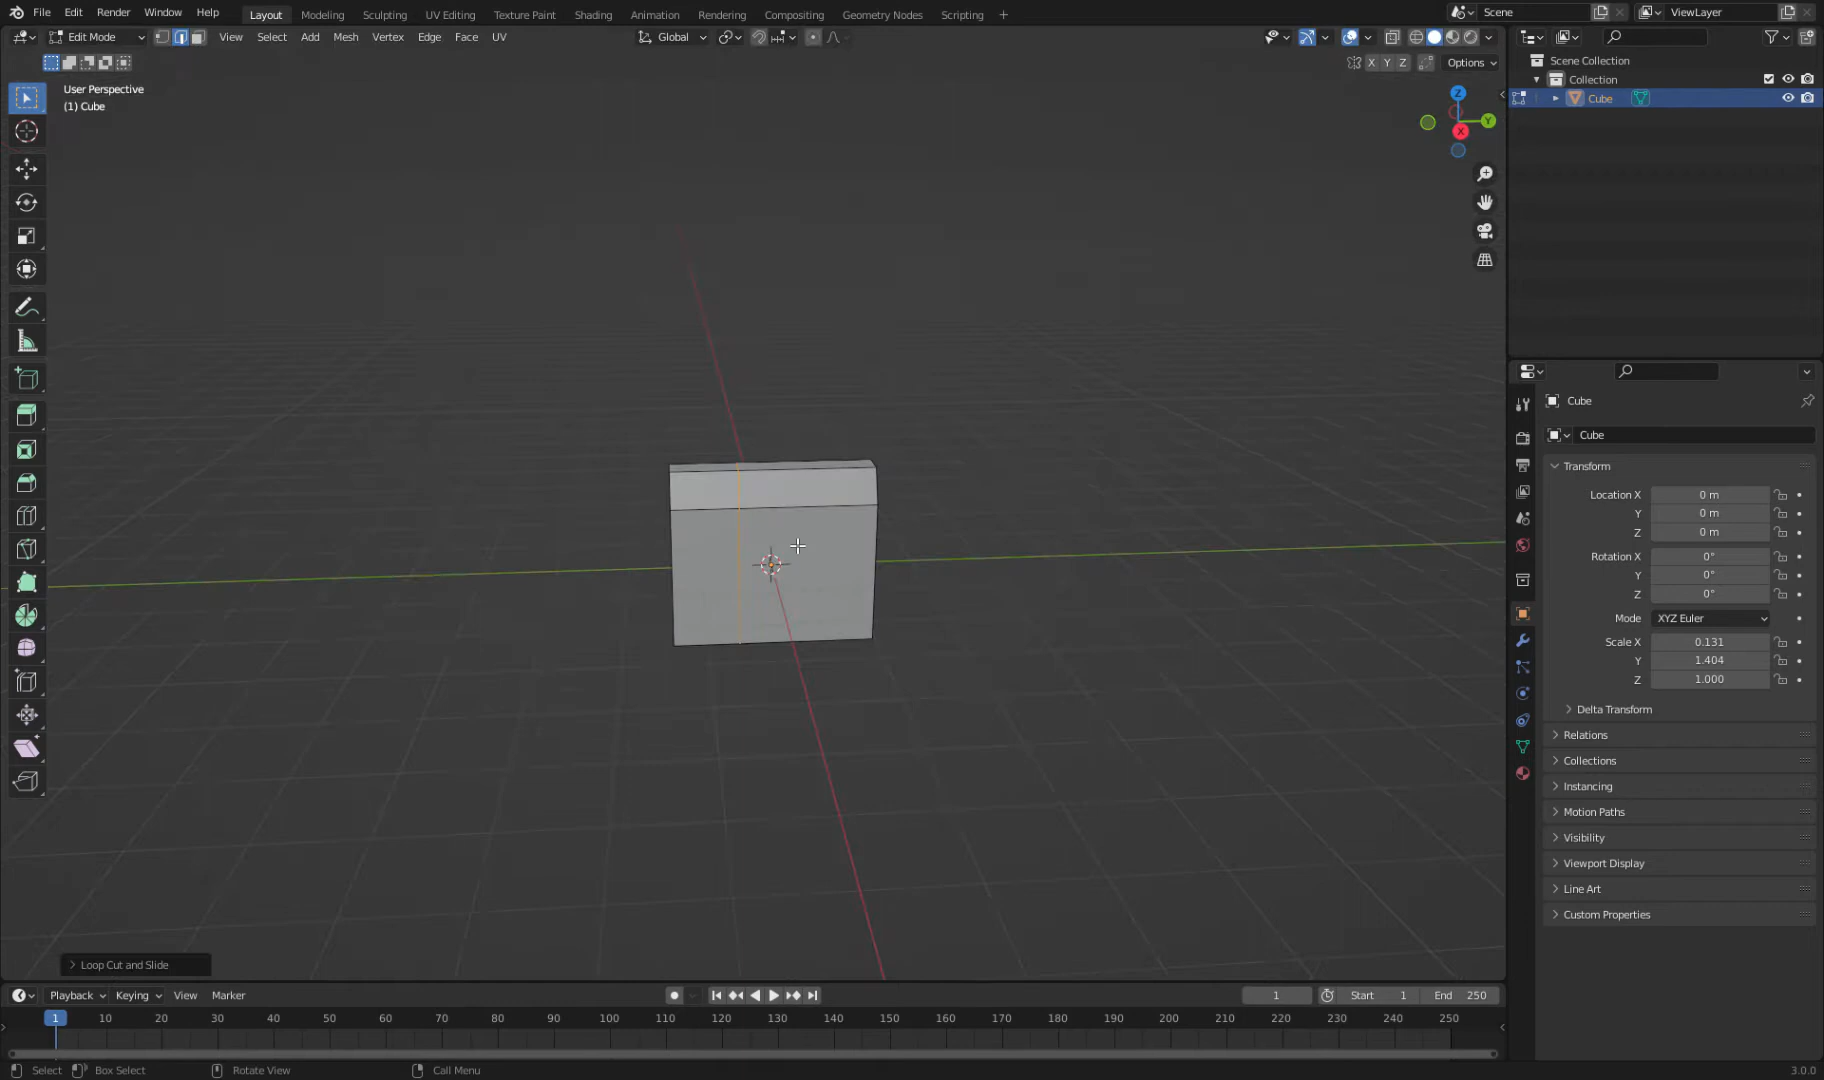 File Edit Render Window Help Layout Modeling Sculpting UV Editing Texture Paint Shading Animation Rendering Compositing Geometry Nodes Scripting + Scene ViewLayer
Edit Mode View Select Add Mesh Vertex Edge Face UV Global
X Y Z Options
User Perspective
(1) Cube
Z
Y
X
Scene Collection
Collection
Cube
Cube
Cube
Transform
Location X 0 m
Y 0 m
Z 0 m
Rotation X 0°
Y 0°
Z 0°
Mode XYZ Euler
Scale X 0.131
Y 1.404
Z 1.000
Delta Transform
Relations
Collections
Instancing
Motion Paths
Visibility
Viewport Display
Line Art
Custom Properties
Loop Cut and Slide
Playback Keying View Marker 1 Start 1 End 250
1 10 20 30 40 50 60 70 80 90 100 110 120 130 140 150 160 170 180 190 200 210 220 230 240 250
Select Box Select Rotate View Call Menu 3.0.0